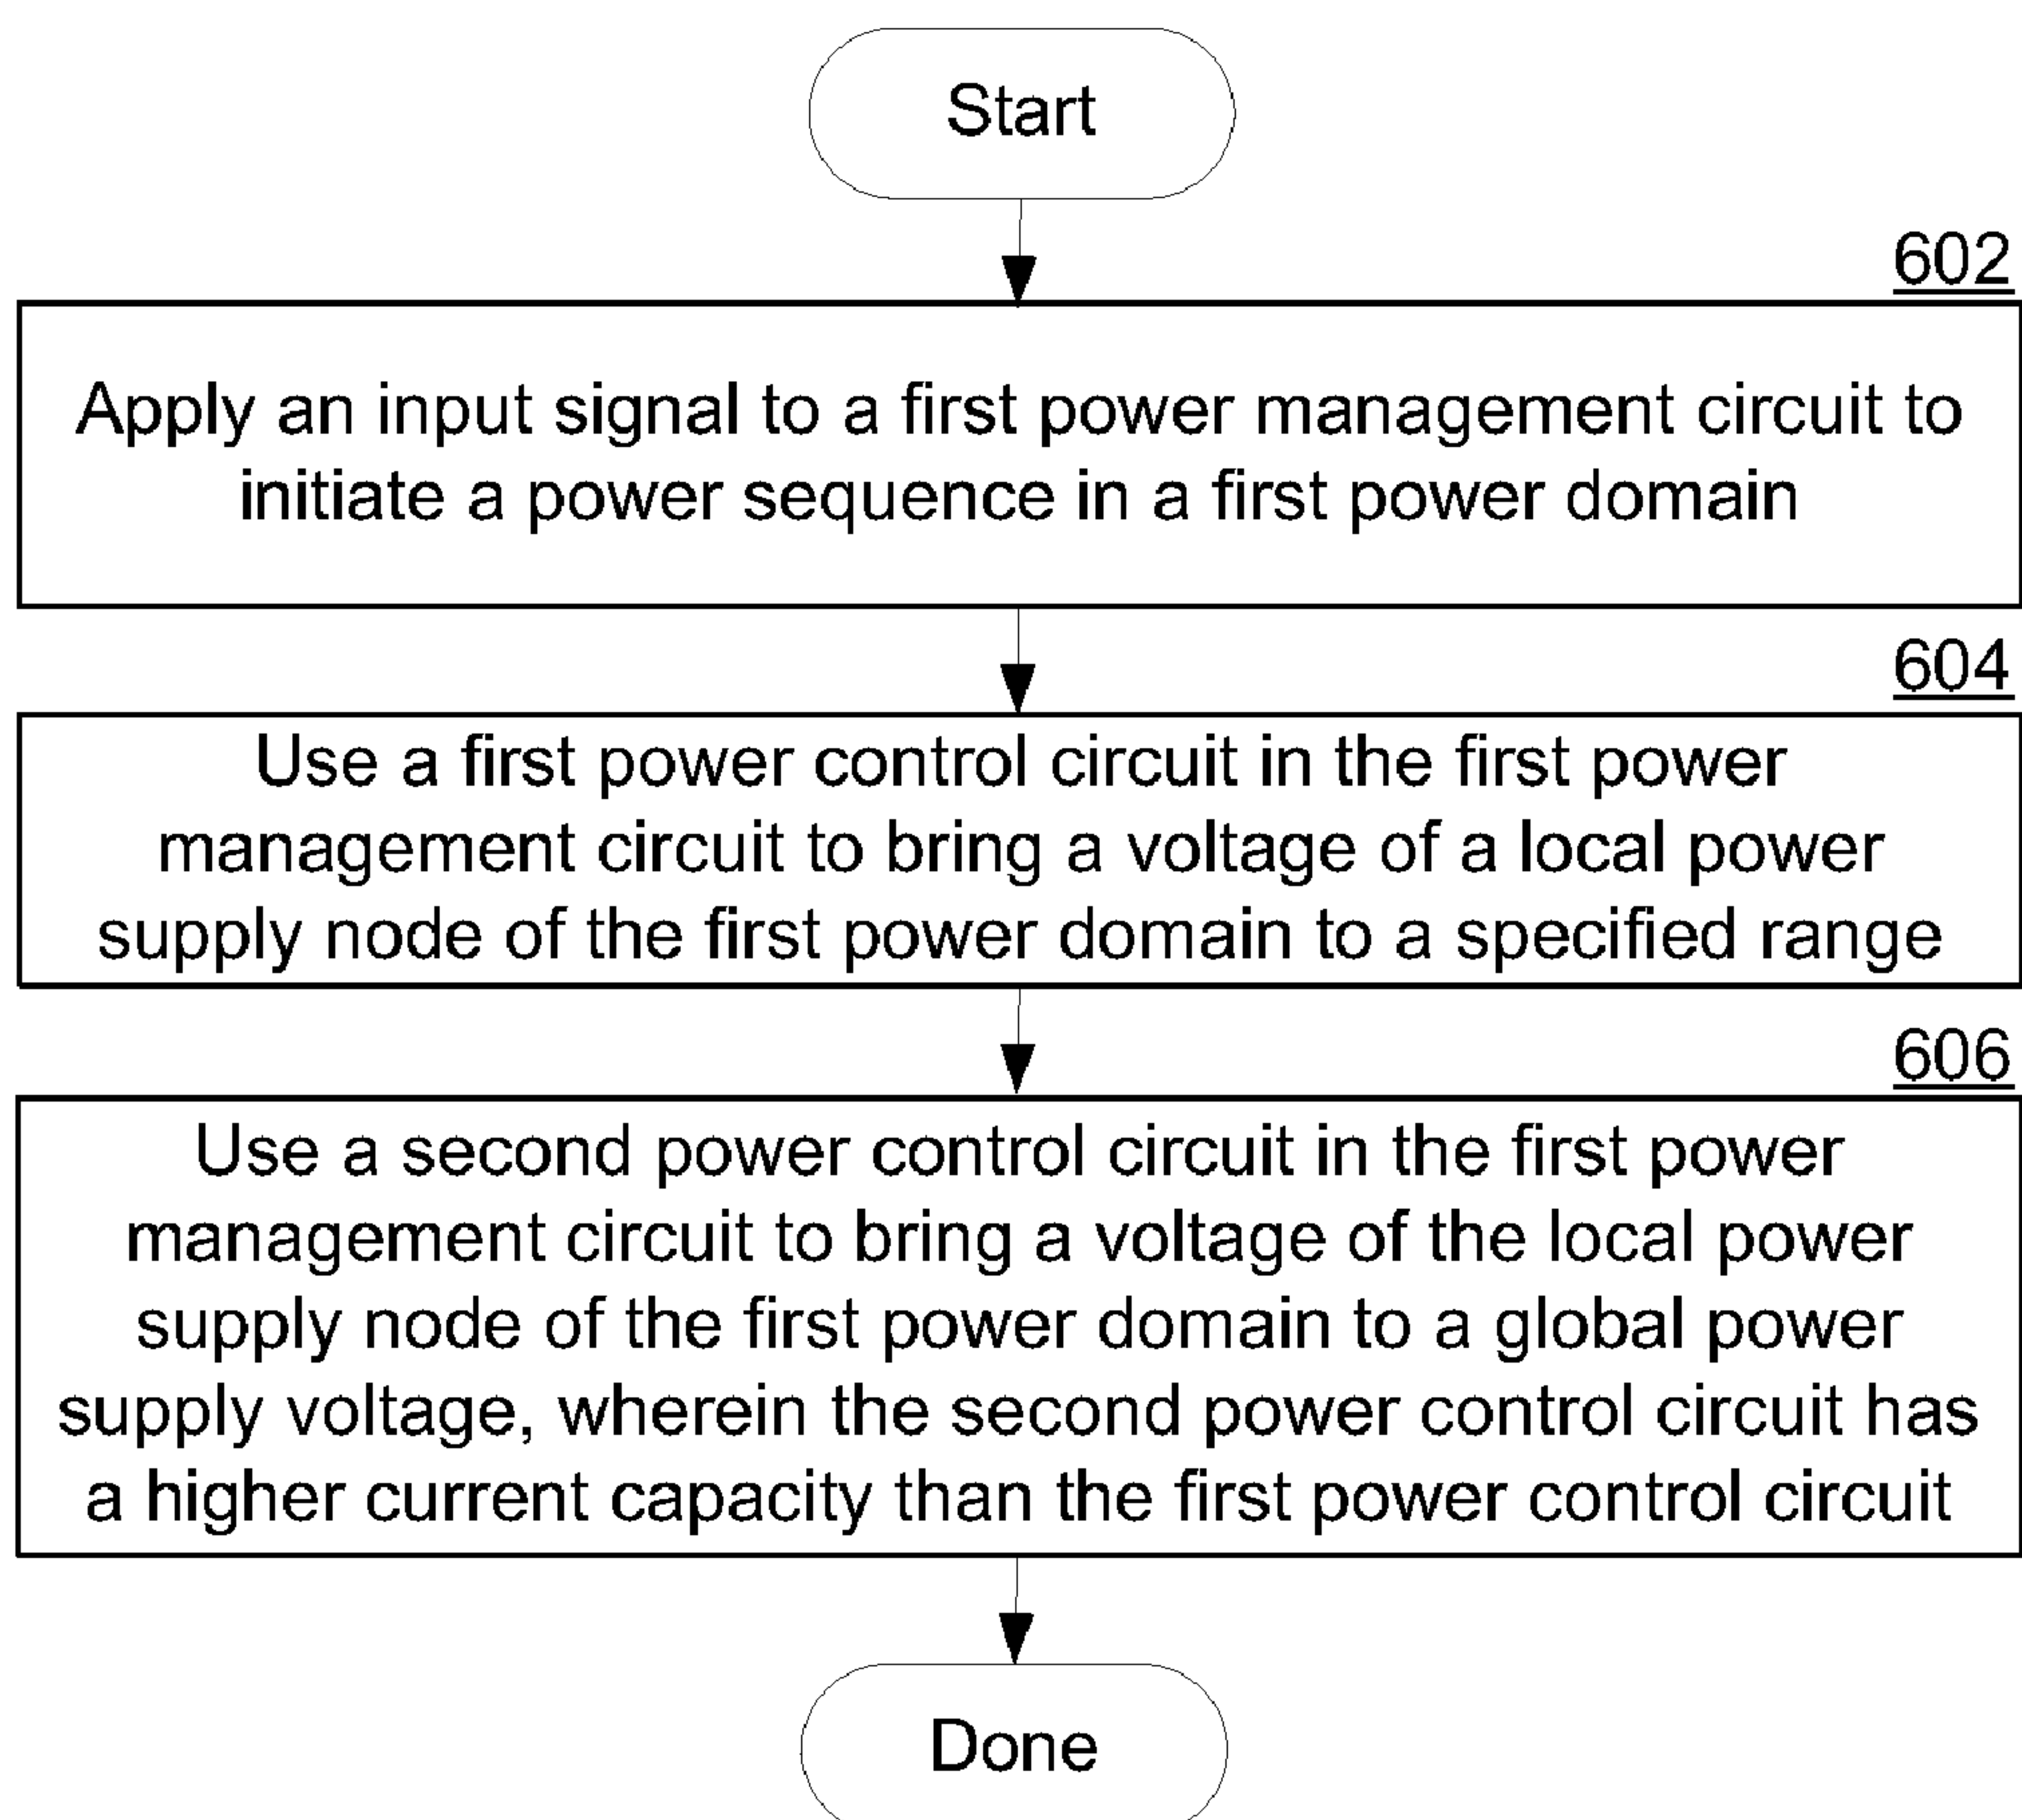 Start
602
Apply an input signal to a first power management circuit to
initiate a power sequence in a first power domain
604
Use a first power control circuit in the first power
management circuit to bring a voltage of a local power
supply node of the first power domain to a specified range
606
Use a second power control circuit in the first power
management circuit to bring a voltage of the local power
supply node of the first power domain to a global power
supply voltage, wherein the second power control circuit has
a higher current capacity than the first power control circuit
Done